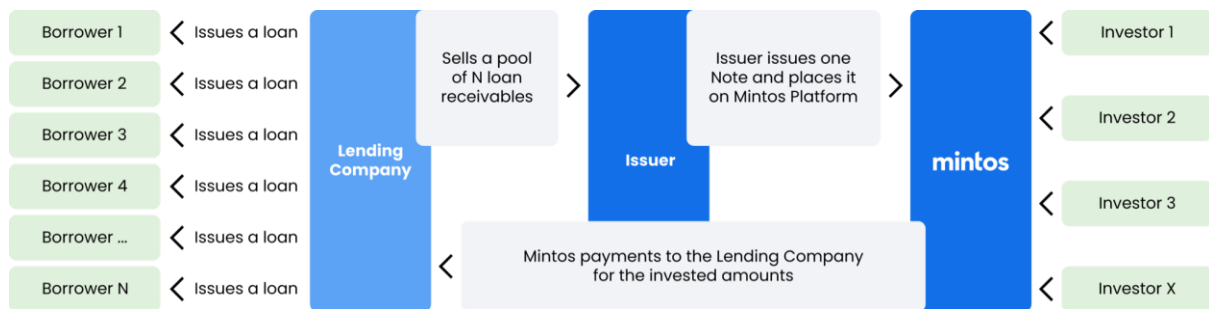 Borrower 1
Issues a loan
Borrower 2
Issues a loan
Borrower 3
Issues a loan
Borrower 4
Issues a loan
Borrower ...
Issues a loan
Borrower N
Issues a loan
Lending
Company
Sells a pool
of N loan
receivables
Issuer
Issuer issues one
Note and places it
on Mintos Platform
mintos
Mintos payments to the Lending Company
for the invested amounts
Investor 1
Investor 2
Investor 3
Investor X